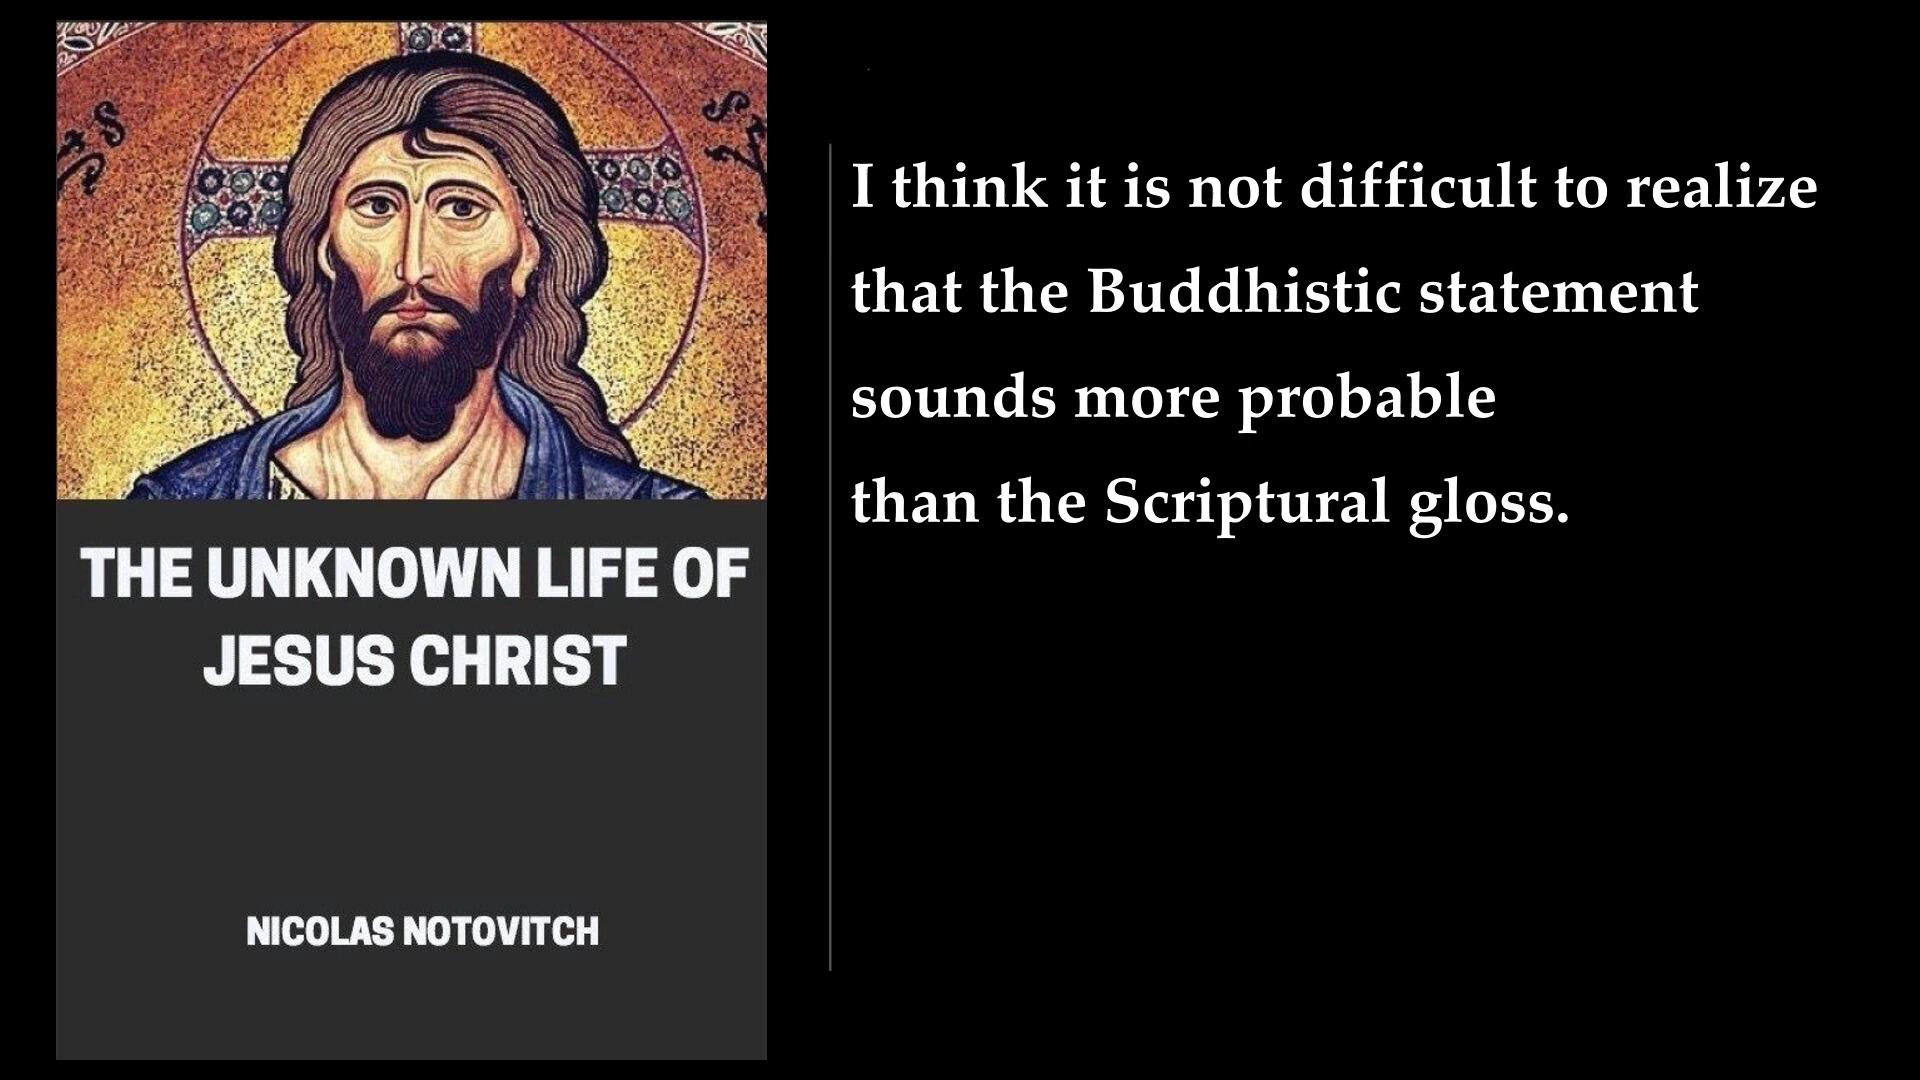 THE UNKNOWN LIFE OF
JESUS CHRIST
NICOLAS NOTOVITCH
I think it is not difficult to realize
that the Buddhistic statement
sounds more probable
than the Scriptural gloss.